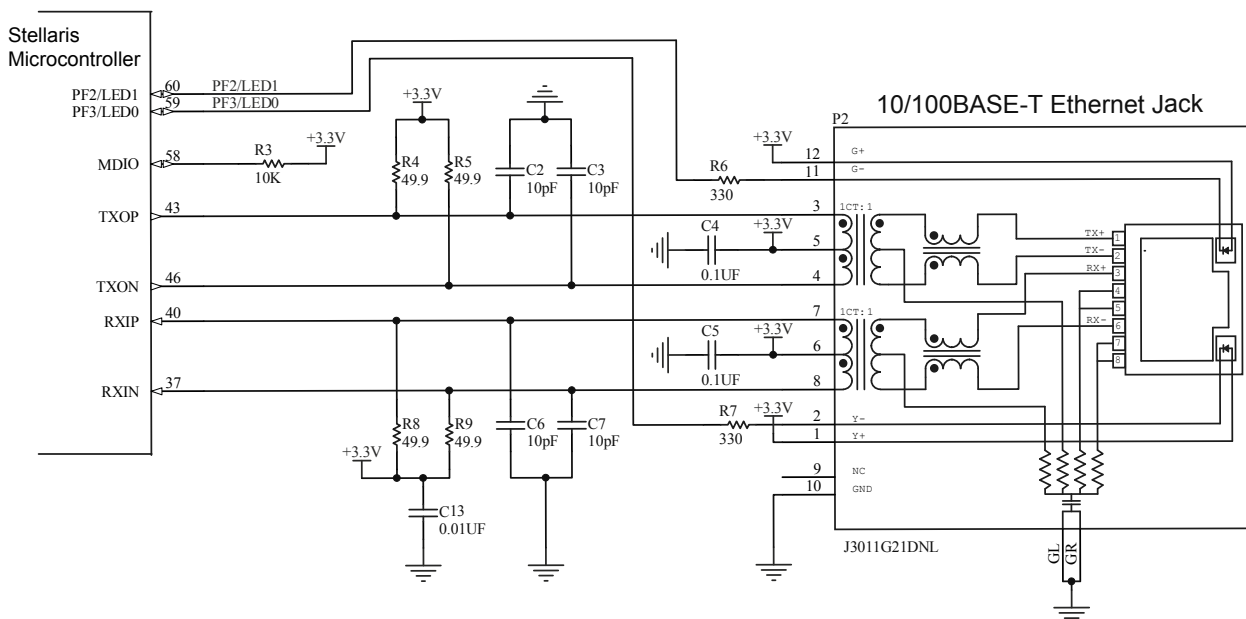 Stellaris
Microcontroller
PF2/LED1
60
PF2/LED1
PF3/LED0
59
PF3/LED0
MDIO
58
R3
10K
+3.3V
TXOP
43
TXON
46
RXIP
40
RXIN
37
+3.3V
R4
49.9
R5
49.9
C2
10pF
C3
10pF
R6
330
C4
0.1UF
+3.3V
C5
0.1UF
+3.3V
R7
330
+3.3V
R8
49.9
R9
49.9
C6
10pF
C7
10pF
+3.3V
C13
0.01UF
10/100BASE-T Ethernet Jack
P2
+3.3V
12
G+
11
G-
3
1CT:1
5
4
7
1CT:1
6
8
2
Y-
1
Y+
9
NC
10
GND
TX+
1
TX-
2
RX+
3
4
5
RX-
6
7
8
J3011G21DNL
GL
GR